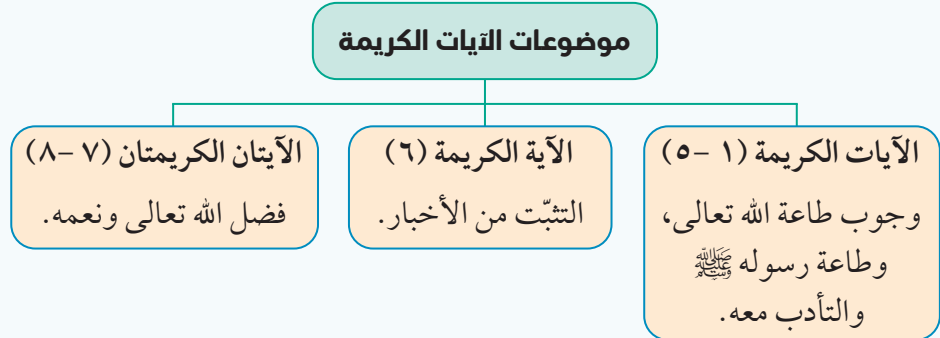 موضوعات الآيات الكريمة
الآيات الكريمة (١ – ٥)
وجوب طاعة الله تعالى،
وطاعة رسوله ﷺ
والتأدب معه.
الآية الكريمة (٦)
التثبّت من الأخبار.
الآيتان الكريمتان (٧ – ٨)
فضل الله تعالى ونعمه.